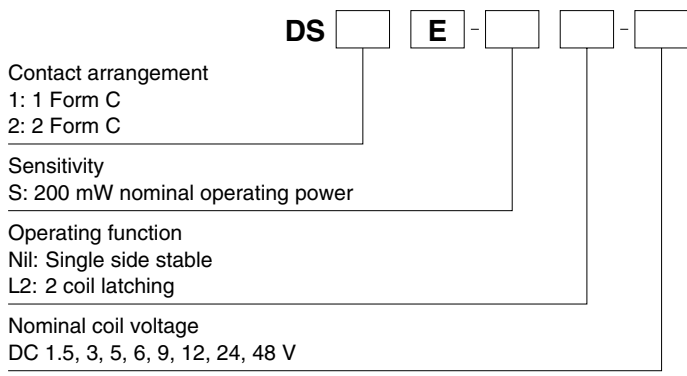 DS E - -
Contact arrangement
1: 1 Form C
2: 2 Form C
Sensitivity
S: 200 mW nominal operating power
Operating function
Nil: Single side stable
L2: 2 coil latching
Nominal coil voltage
DC 1.5, 3, 5, 6, 9, 12, 24, 48 V